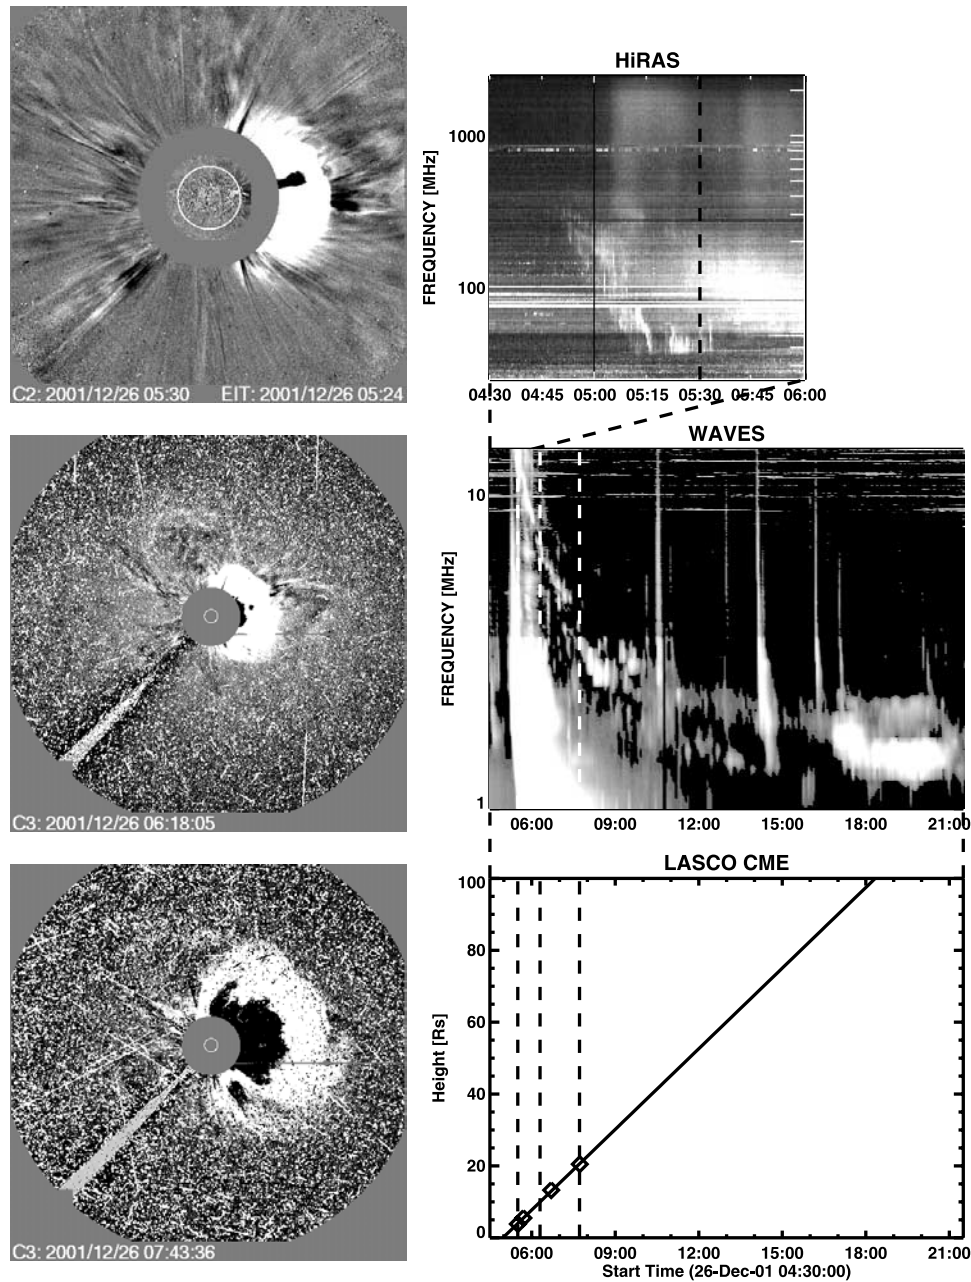 C2: 2001/12/26 05:30 EIT: 2001/12/26 05:24
C3: 2001/12/26 06:18:05
C3: 2001/12/26 07:43:36
HiRAS
FREQUENCY [MHz]
1000
100
04:30 04:45 05:00 05:15 05:30 05:45 06:00
WAVES
FREQUENCY [MHz]
10
1
06:00 09:00 12:00 15:00 18:00 21:00
LASCO CME
Height [Rs]
100
80
60
40
20
0
06:00 09:00 12:00 15:00 18:00 21:00
Start Time (26-Dec-01 04:30:00)